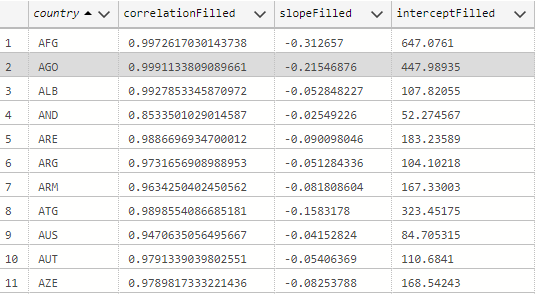 country correlationFilled slopeFilled interceptFilled
1 AFG 0.9972617030143738 -0.312657 647.0761
2 AGO 0.9991133809089661 -0.21546876 447.98935
3 ALB 0.9927853345870972 -0.052848227 107.82055
4 AND 0.8533501029014587 -0.02549226 52.274567
5 ARE 0.9886696934700012 -0.090098046 183.23589
6 ARG 0.9731656908988953 -0.051284336 104.10218
7 ARM 0.9634250402450562 -0.081808604 167.33003
8 ATG 0.9898554086685181 -0.1583178 323.45175
9 AUS 0.9470635056495667 -0.04152824 84.705315
10 AUT 0.9791339039802551 -0.05406369 110.6841
11 AZE 0.9789817333221436 -0.08253788 168.54243